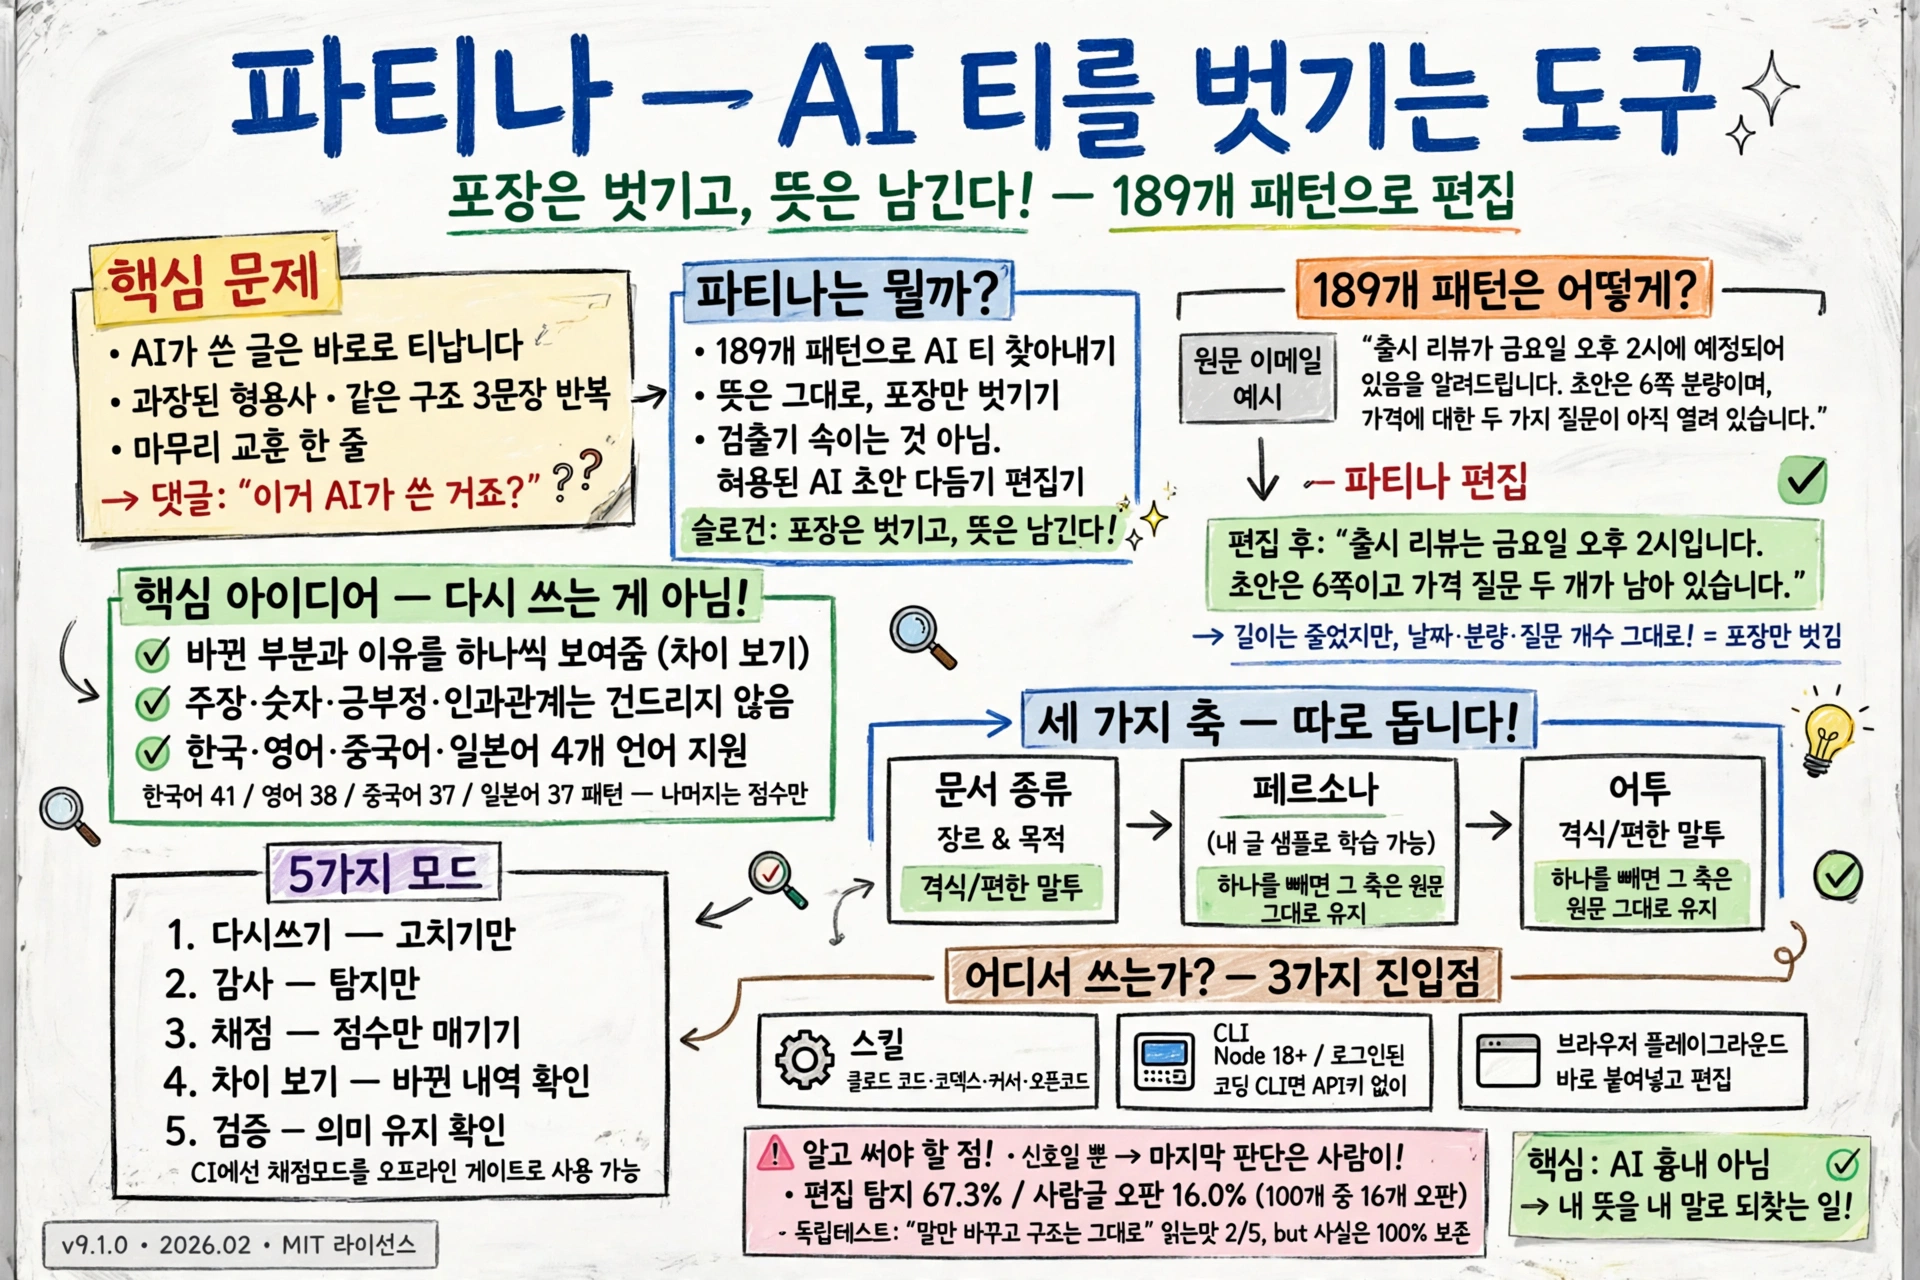 파티나 — AI 티를 벗기는 도구
포장은 벗기고, 뜻은 남긴다! — 189개 패턴으로 편집
핵심 문제
• AI가 쓴 글은 바로로 티납니다
• 과장된 형용사 · 같은 구조 3문장 반복
• 마무리 교훈 한 줄
→ 댓글: “이거 AI가 쓴 거죠?” ??
파티나는 뭘까?
• 189개 패턴으로 AI 티 찾아내기
• 뜻은 그대로, 포장만 벗기기
• 검출기 속이는 것 아님.
혀용된 AI 초안 다듬기 편집기
슬로건: 포장은 벗기고, 뜻은 남긴다!
189개 패턴은 어떻게?
원문 이메일
예시
“출시 리뷰가 금요일 오후 2시에 예정되어
있음을 알려드립니다. 초안은 6쪽 분량이며,
가격에 대한 두 가지 질문이 아직 열려 있습니다.”
← 파티나 편집
편집 후: “출시 리뷰는 금요일 오후 2시입니다.
초안은 6쪽이고 가격 질문 두 개가 남아 있습니다.”
→ 길이는 줄었지만, 날짜·분량·질문 개수 그대로! = 포장만 벗김
핵심 아이디어 — 다시 쓰는 게 아님!
바뀐 부분과 이유를 하나씩 보여줌 (차이 보기)
주장·숫자·긍부정·인과관계는 건드리지 않음
한국·영어·중국어·일본어 4개 언어 지원
한국어 41 / 영어 38 / 중국어 37 / 일본어 37 패턴 — 나머지는 점수만
세 가지 축 — 따로 돕니다!
문서 종류
장르 & 목적
격식/편한 말투
페르소나
(내 글 샘플로 학습 가능)
하나를 빼면 그 축은 원문
그대로 유지
어투
격식/편한 말투
하나를 빼면 그 축은
원문 그대로 유지
5가지 모드
1. 다시쓰기 — 고치기만
2. 감사 — 탐지만
3. 채점 — 점수만 매기기
4. 차이 보기 — 바뀐 내역 확인
5. 검증 — 의미 유지 확인
CI에선 채점모드를 오프라인 게이트로 사용 가능
어디서 쓰는가? — 3가지 진입점
스킬
클로드 코드·코덱스·커서·오픈코드
CLI
Node 18+ / 로그인된
코딩 CLI면 API키 없이
브라우저 플레이그라운드
바로 붙여넣고 편집
알고 써야 할 점! · 신호일 뿐 → 마지막 판단은 사람이!
• 편집 탐지 67.3% / 사람글 오판 16.0% (100개 중 16개 오판)
- 독립테스트: “말만 바꾸고 구조는 그대로” 읽는맛 2/5, but 사실은 100% 보존
핵심: AI 흉내 아님
→ 내 뜻을 내 말로 되찾는 일!
v9.1.0 • 2026.02 • MIT 라이선스